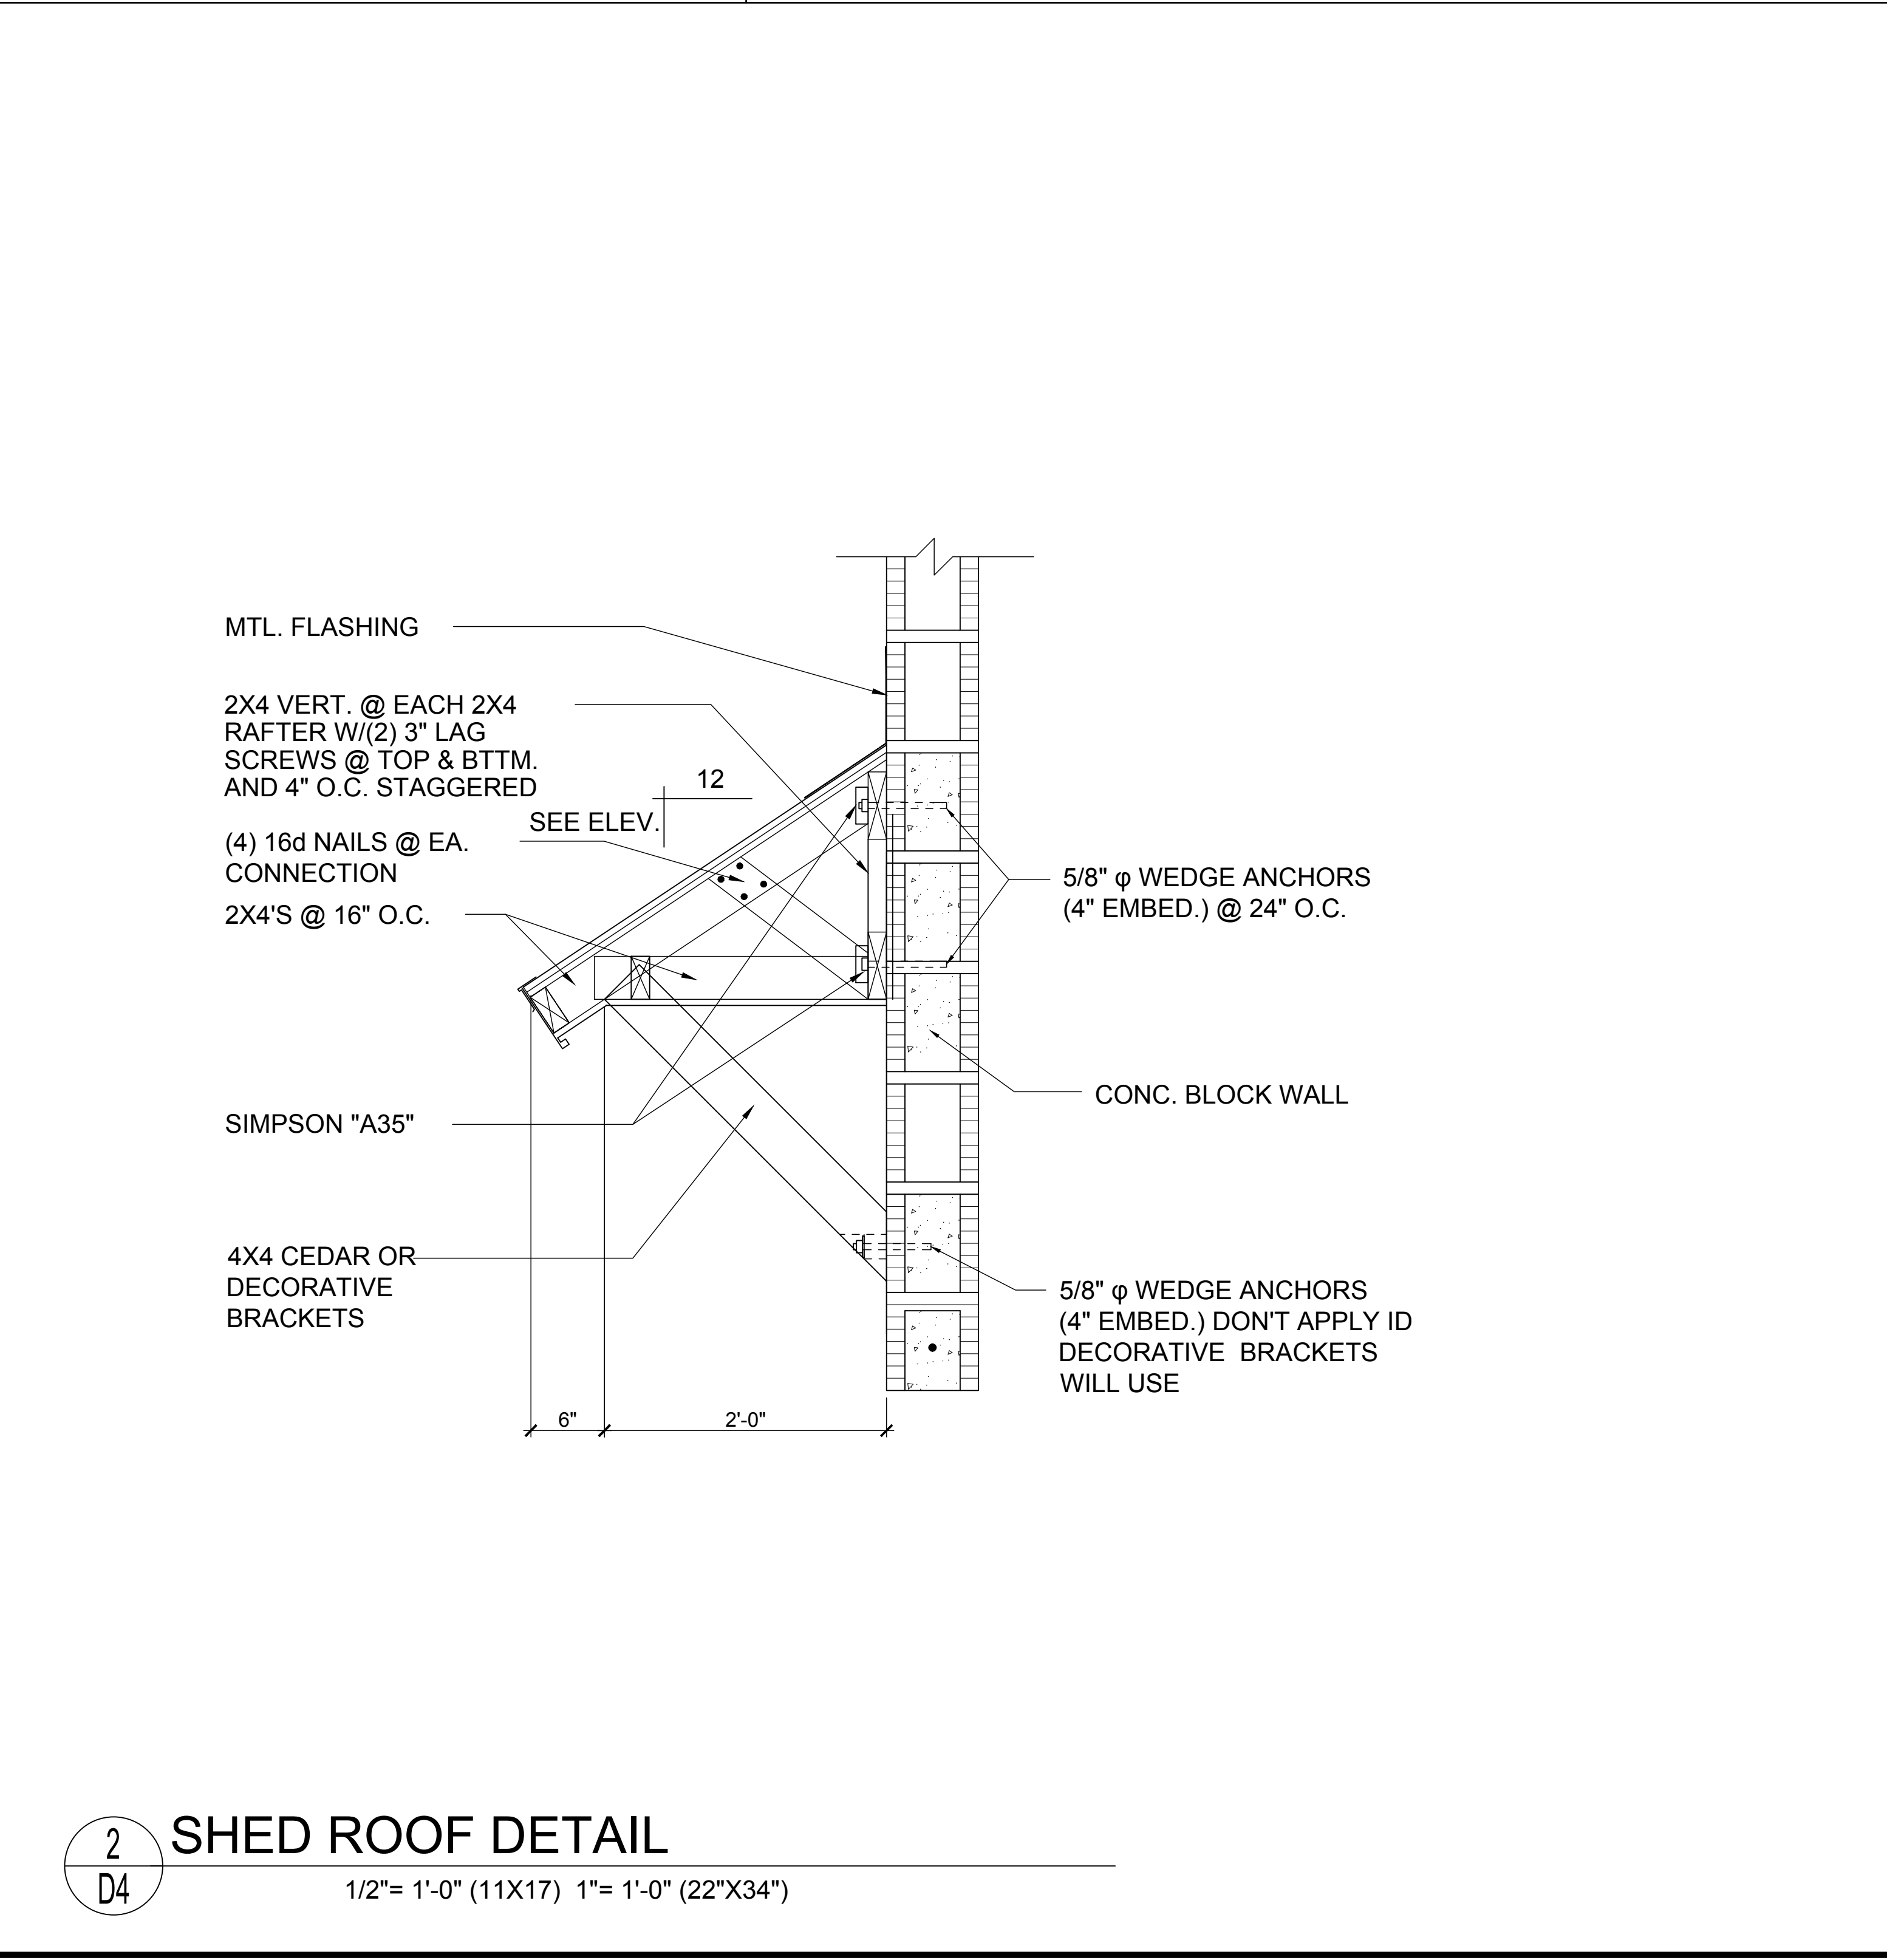 MTL. FLASHING
2X4 VERT. @ EACH 2X4
RAFTER W/(2) 3" LAG
SCREWS @ TOP & BTTM.
AND 4" O.C. STAGGERED
12
SEE ELEV.
(4) 16d NAILS @ EA.
CONNECTION
2X4'S @ 16" O.C.
5/8" φ WEDGE ANCHORS
(4" EMBED.) @ 24" O.C.
CONC. BLOCK WALL
SIMPSON "A35"
4X4 CEDAR OR
DECORATIVE
BRACKETS
5/8" φ WEDGE ANCHORS
(4" EMBED.) DON'T APPLY ID
DECORATIVE BRACKETS
WILL USE
6"
2'-0"
2
D4
SHED ROOF DETAIL
1/2"= 1'-0" (11X17) 1"= 1'-0" (22"X34")